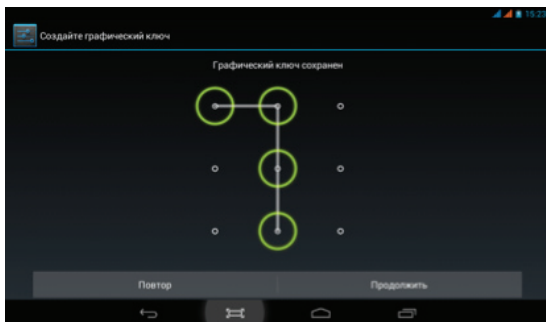 15:23
Создайте графический ключ
Графический ключ сохранен
Повтор Продолжить